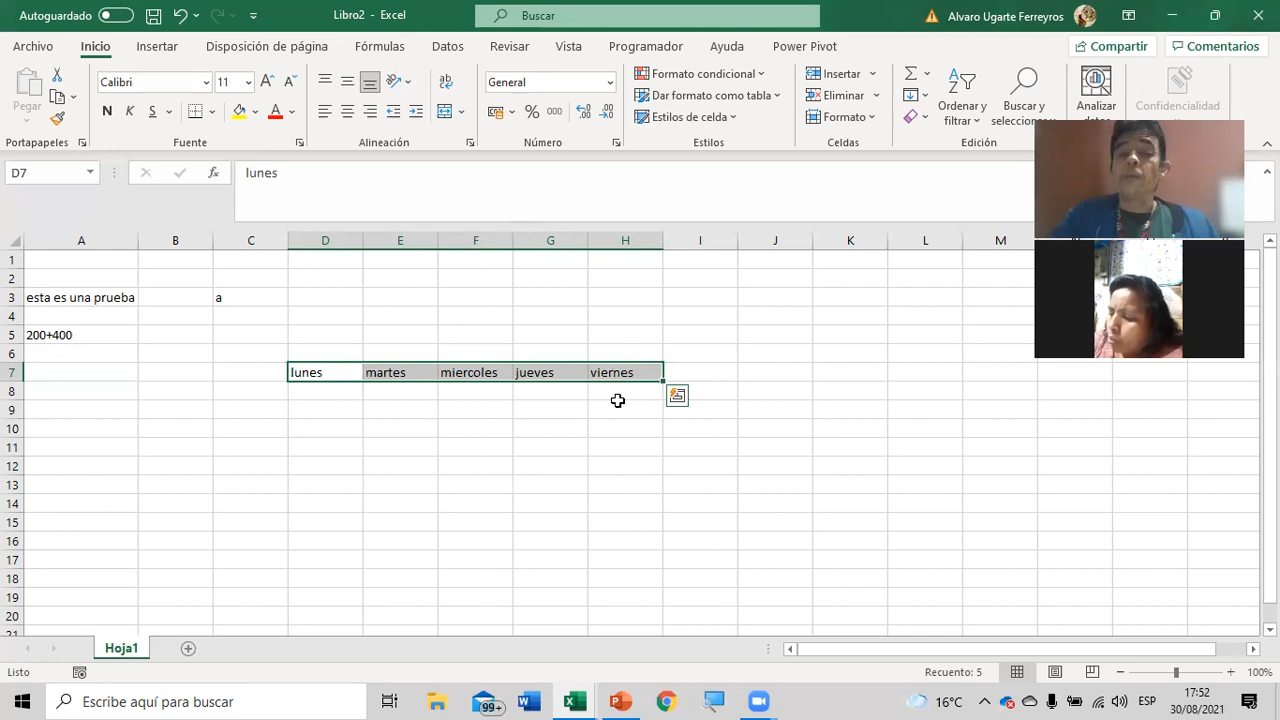 Autoguardado
Libro2 - Excel
Buscar
Alvaro Ugarte Ferreyros
Archivo Inicio Insertar Disposición de página Fórmulas Datos Revisar Vista Programador Ayuda Power Pivot
Compartir Comentarios
Pegar
Calibri 11
N K S
General
% 000
Formato condicional
Dar formato como tabla
Estilos de celda
Insertar
Eliminar
Formato
Ordenar y filtrar
Buscar y seleccionar
Analizar datos
Confidencialidad
Portapapeles Fuente Alineación Número Estilos Celdas Edición
D7 fx lunes
A B C D E F G H I J K L M
1
2
3 esta es una prueba a
4
5 200+400
6
7 lunes martes miercoles jueves viernes
8
9
10
11
12
13
14
15
16
17
18
19
20
21
Hoja1
Listo Recuento: 5 100%
Escribe aquí para buscar 99+ 16°C ESP 17:52
30/08/2021